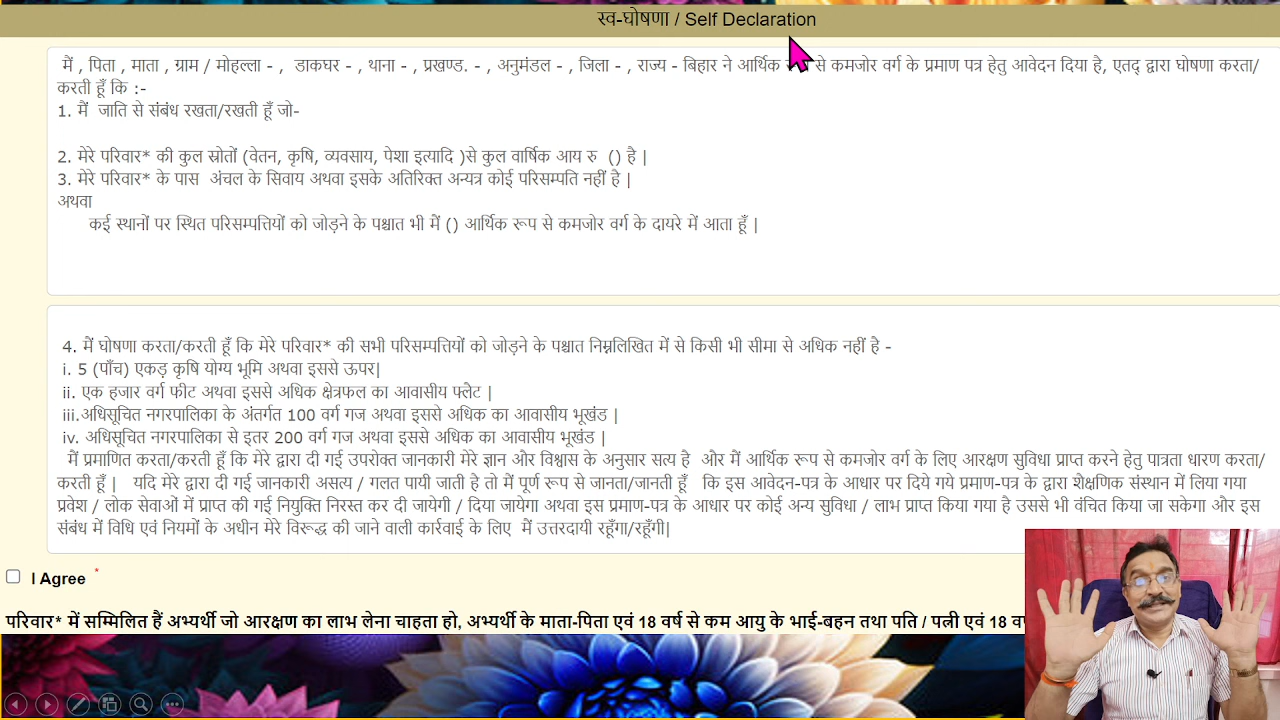 स्व-घोषणा / Self Declaration
मैं , पिता , माता , ग्राम / मोहल्ला - , डाकघर - , थाना - , प्रखण्ड. - , अनुमंडल - , जिला - , राज्य - बिहार ने आर्थिक से कमजोर वर्ग के प्रमाण पत्र हेतु आवेदन दिया है, एतद् द्वारा घोषणा करता/
करती हूँ कि :-
1. मैं जाति से संबंध रखता/रखती हूँ जो-
2. मेरे परिवार* की कुल स्रोतों (वेतन, कृषि, व्यवसाय, पेशा इत्यादि )से कुल वार्षिक आय रु () है |
3. मेरे परिवार* के पास अंचल के सिवाय अथवा इसके अतिरिक्त अन्यत्र कोई परिसम्पति नहीं है |
अथवा
कई स्थानों पर स्थित परिसम्पत्तियों को जोड़ने के पश्चात भी मैं () आर्थिक रूप से कमजोर वर्ग के दायरे में आता हूँ |
4. मैं घोषणा करता/करती हूँ कि मेरे परिवार* की सभी परिसम्पत्तियों को जोड़ने के पश्चात निम्नलिखित में से किसी भी सीमा से अधिक नहीं है -
i. 5 (पाँच) एकड़ कृषि योग्य भूमि अथवा इससे ऊपर|
ii. एक हजार वर्ग फीट अथवा इससे अधिक क्षेत्रफल का आवासीय फ्लैट |
iii.अधिसूचित नगरपालिका के अंतर्गत 100 वर्ग गज अथवा इससे अधिक का आवासीय भूखंड |
iv. अधिसूचित नगरपालिका से इतर 200 वर्ग गज अथवा इससे अधिक का आवासीय भूखंड |
मैं प्रमाणित करता/करती हूँ कि मेरे द्वारा दी गई उपरोक्त जानकारी मेरे ज्ञान और विश्वास के अनुसार सत्य है और मैं आर्थिक रूप से कमजोर वर्ग के लिए आरक्षण सुविधा प्राप्त करने हेतु पात्रता धारण करता/
करती हूँ | यदि मेरे द्वारा दी गई जानकारी असत्य / गलत पायी जाती है तो मैं पूर्ण रूप से जानता/जानती हूँ कि इस आवेदन-पत्र के आधार पर दिये गये प्रमाण-पत्र के द्वारा शैक्षणिक संस्थान में लिया गया
प्रवेश / लोक सेवाओं में प्राप्त की गई नियुक्ति निरस्त कर दी जायेगी / दिया जायेगा अथवा इस प्रमाण-पत्र के आधार पर कोई अन्य सुविधा / लाभ प्राप्त किया गया है उससे भी वंचित किया जा सकेगा और इस
संबंध में विधि एवं नियमों के अधीन मेरे विरूद्ध की जाने वाली कार्रवाई के लिए में उत्तरदायी रहूँगा/रहूँगी|
I Agree *
परिवार* में सम्मिलित हैं अभ्यर्थी जो आरक्षण का लाभ लेना चाहता हो, अभ्यर्थी के माता-पिता एवं 18 वर्ष से कम आयु के भाई-बहन तथा पति / पत्नी एवं 18